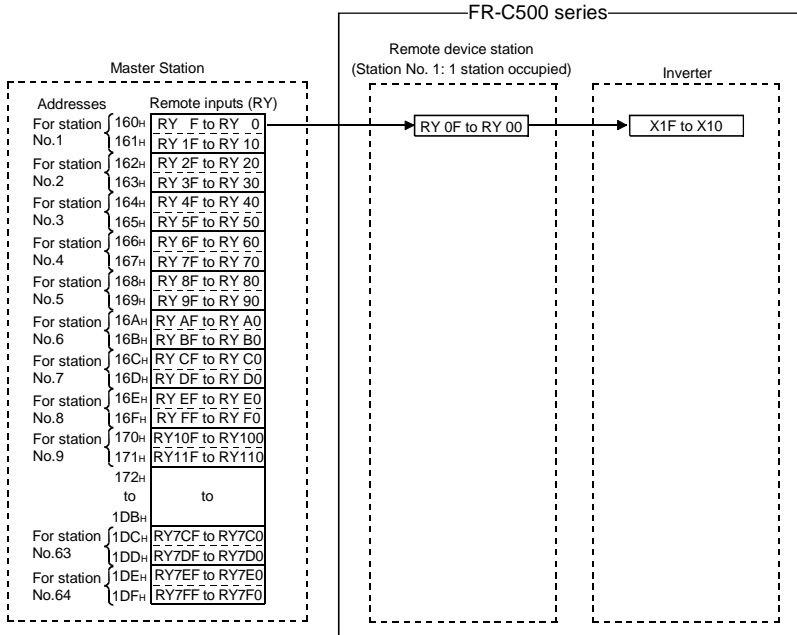 FR-C500 series
Master Station
Remote device station
(Station No. 1: 1 station occupied)
Inverter
Addresses
Remote inputs (RY)
For station No.1
160H RY F to RY 0
161H RY 1F to RY 10
RY 0F to RY 00
X1F to X10
For station No.2
162H RY 2F to RY 20
163H RY 3F to RY 30
For station No.3
164H RY 4F to RY 40
165H RY 5F to RY 50
For station No.4
166H RY 6F to RY 60
167H RY 7F to RY 70
For station No.5
168H RY 8F to RY 80
169H RY 9F to RY 90
For station No.6
16AH RY AF to RY A0
16BH RY BF to RY B0
For station No.7
16CH RY CF to RY C0
16DH RY DF to RY D0
For station No.8
16EH RY EF to RY E0
16FH RY FF to RY F0
For station No.9
170H RY10F to RY100
171H RY11F to RY110
172H
to to
1DBH
For station No.63
1DCH RY7CF to RY7C0
1DDH RY7DF to RY7D0
For station No.64
1DEH RY7EF to RY7E0
1DFH RY7FF to RY7F0